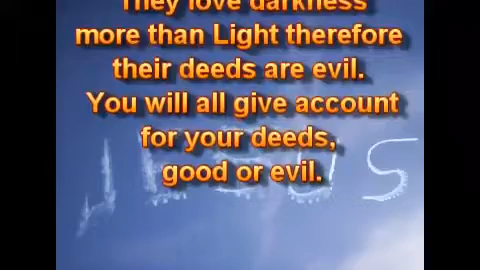 They love darkness
more than Light therefore
their deeds are evil.
You will all give account
for your deeds,
good or evil.
JESUS